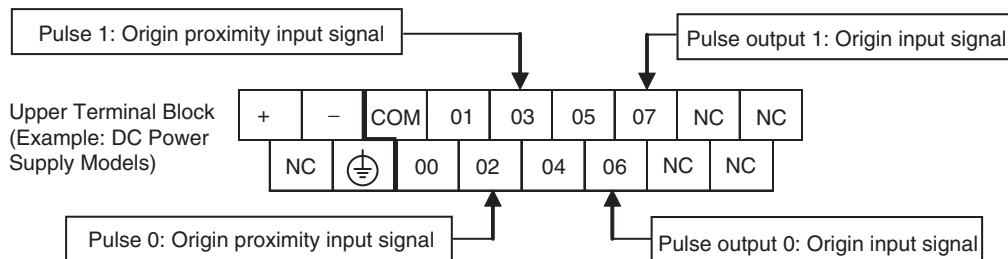 Pulse 1: Origin proximity input signal
Pulse output 1: Origin input signal
Upper Terminal Block
(Example: DC Power
Supply Models)
+ − COM 01 03 05 07 NC NC
NC 00 02 04 06 NC NC
Pulse 0: Origin proximity input signal
Pulse output 0: Origin input signal